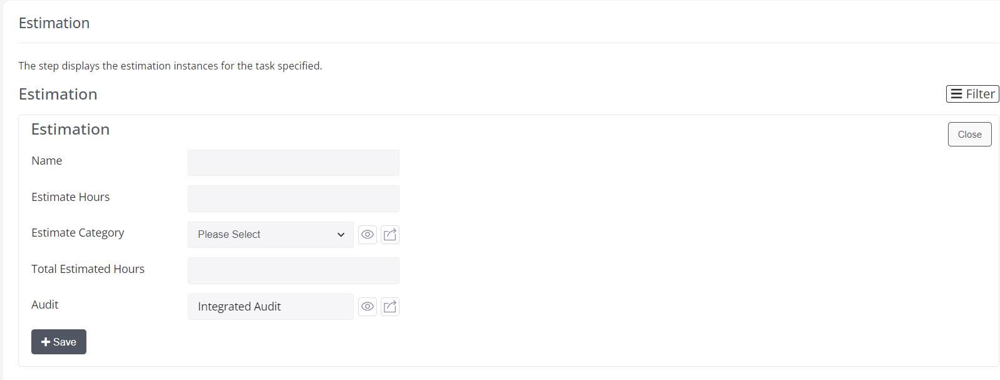 Estimation
The step displays the estimation instances for the task specified.
Estimation
Filter
Estimation
Close
Name
Estimate Hours
Estimate Category
Please Select
Total Estimated Hours
Audit
Integrated Audit
Save